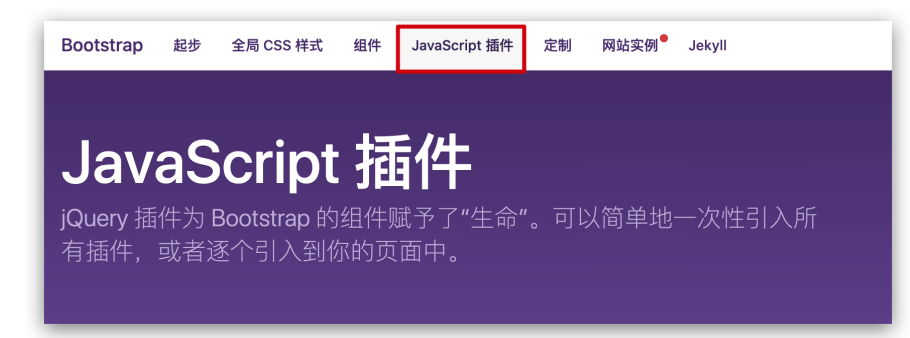 Bootstrap 起步 全局 CSS 样式 组件 JavaScript 插件 定制 网站实例 Jekyll
JavaScript 插件
jQuery 插件为 Bootstrap 的组件赋予了“生命”。可以简单地一次性引入所
有插件，或者逐个引入到你的页面中。